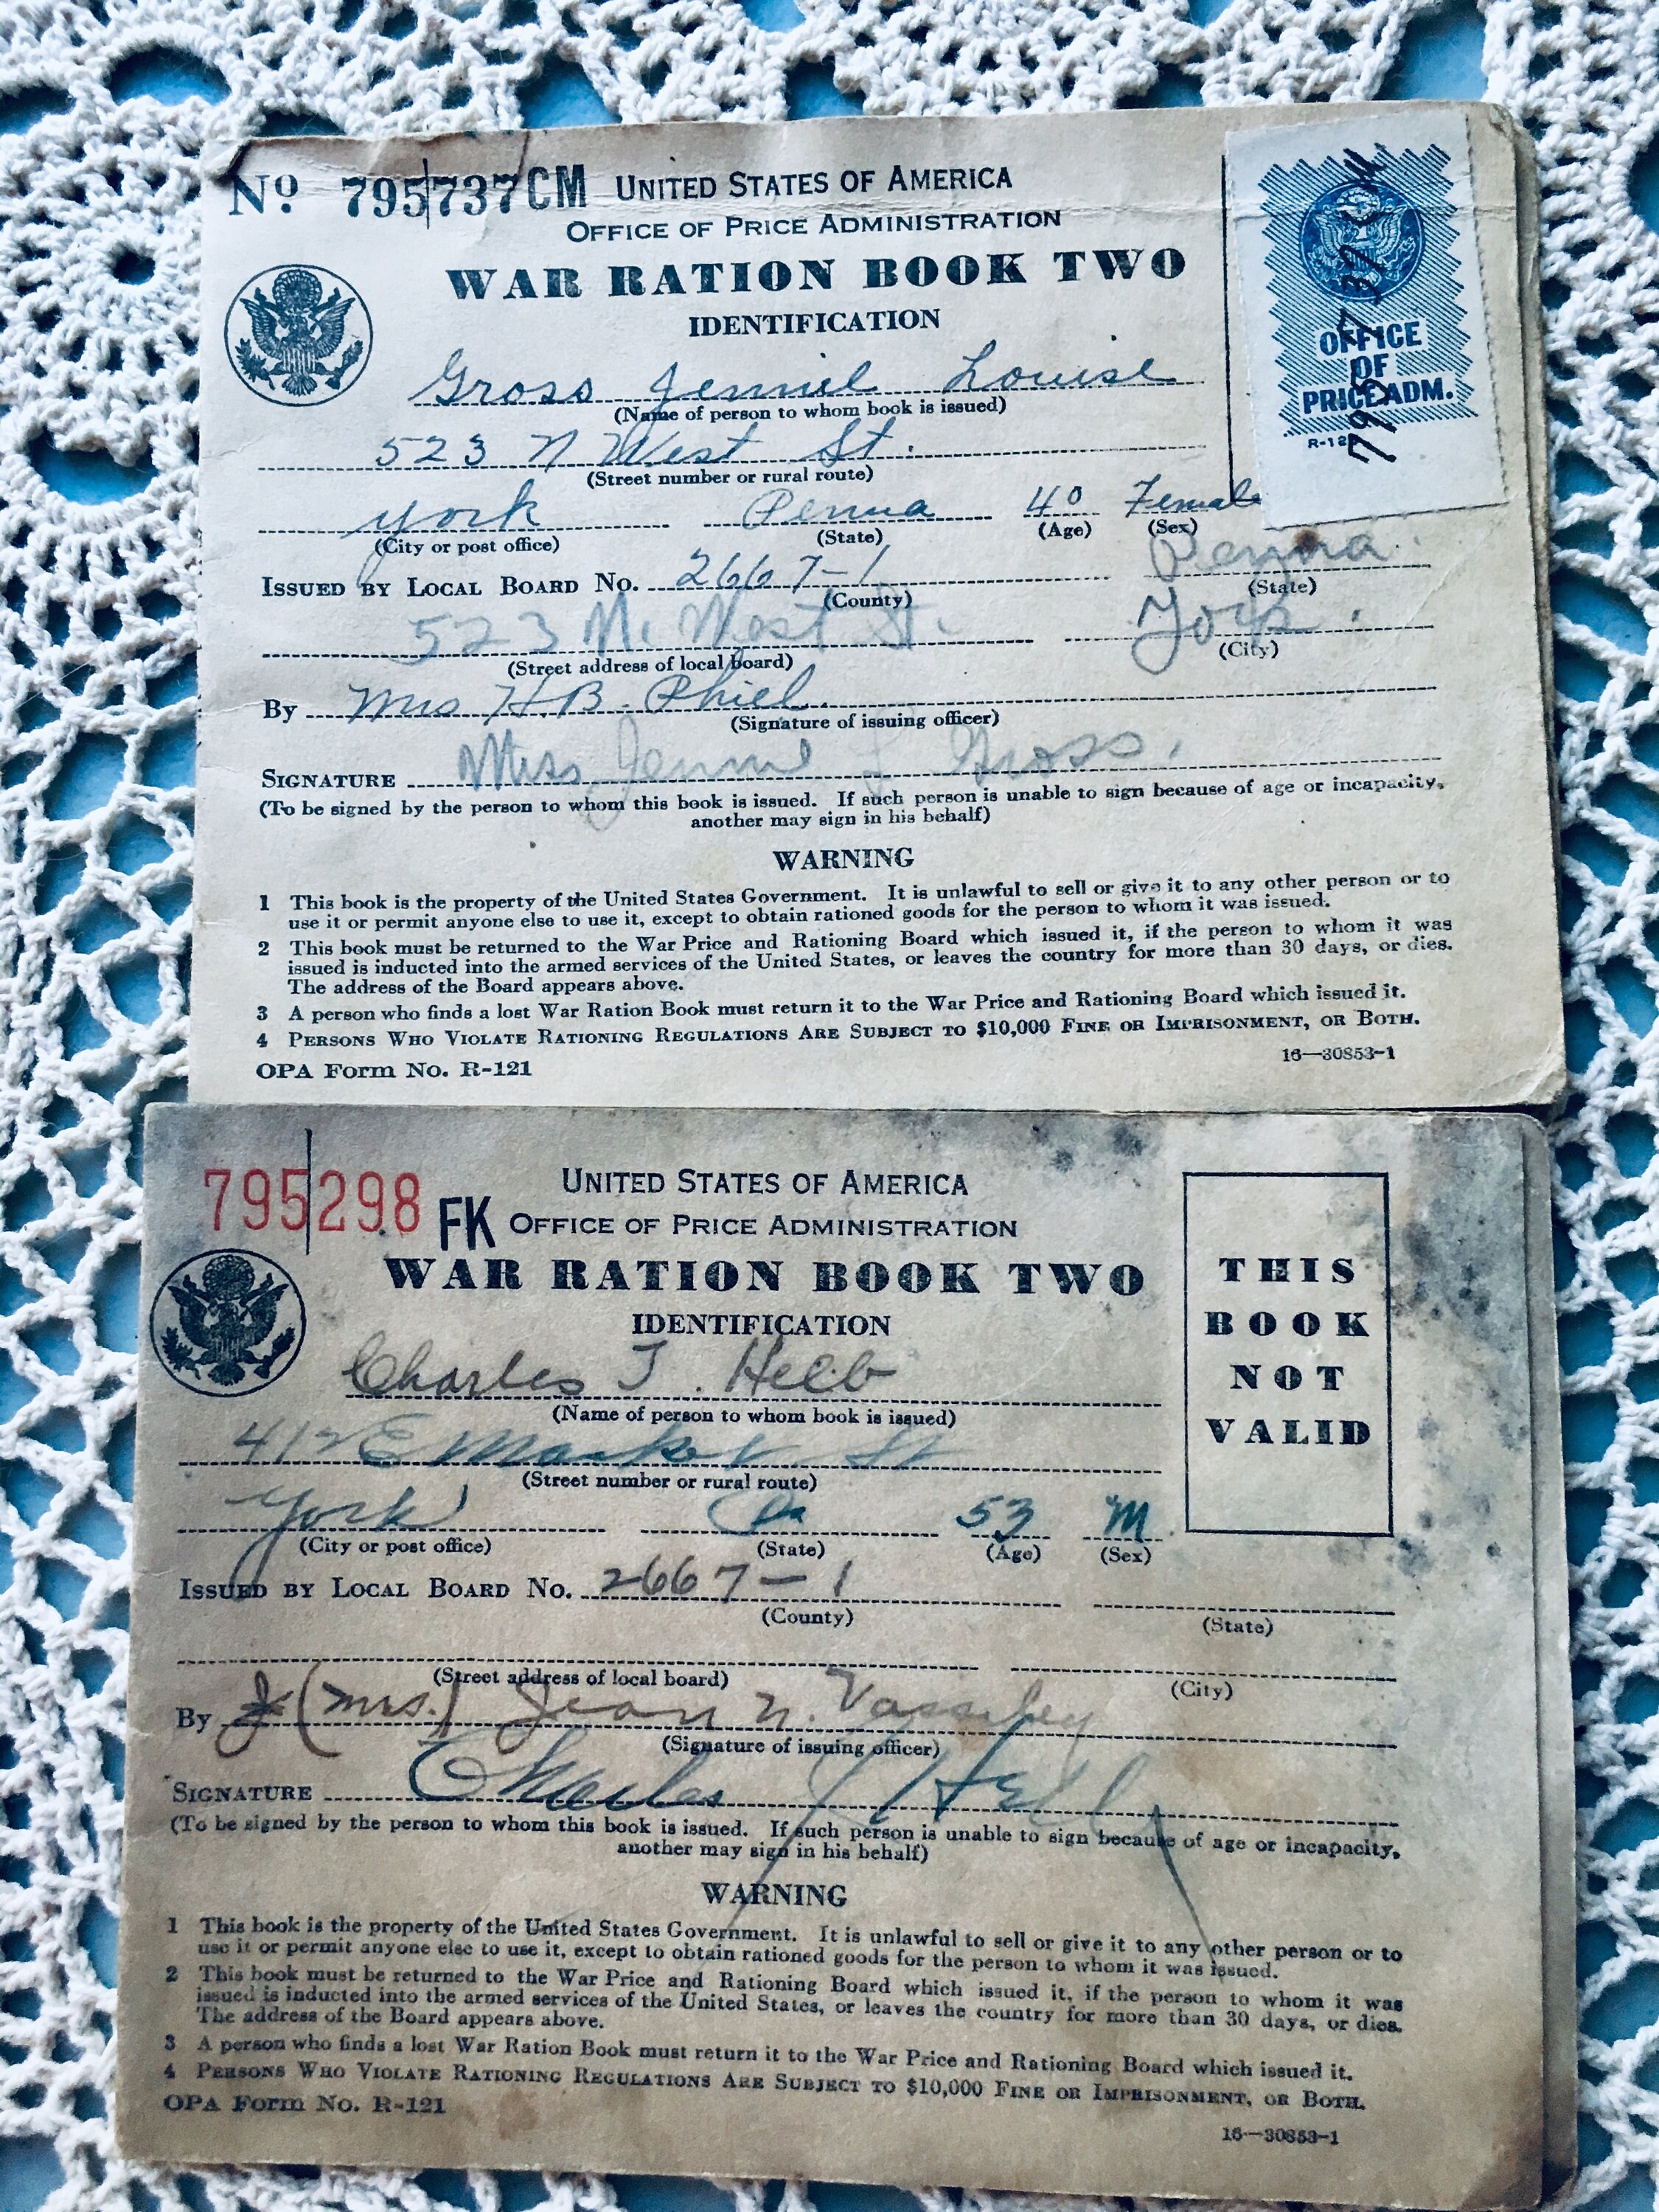 Nº 795737CM UNITED STATES OF AMERICA
OFFICE OF PRICE ADMINISTRATION
WAR RATION BOOK TWO
IDENTIFICATION
OFFICE
OF
PRICE ADM.
R-12
795737CM
Gross Jennie Louise
(Name of person to whom book is issued)
523 N West St.
(Street number or rural route)
York Penna 40 Female
(City or post office) (State) (Age) (Sex)
ISSUED BY LOCAL BOARD NO. 2667-1 Penna.
(County) (State)
523 N. West St. York.
(Street address of local board) (City)
By Mrs H.B. Phiel.
(Signature of issuing officer)
SIGNATURE Miss Jennie L Gross.
(To be signed by the person to whom this book is issued. If such person is unable to sign because of age or incapacity,
another may sign in his behalf)
WARNING
1 This book is the property of the United States Government. It is unlawful to sell or give it to any other person or to
use it or permit anyone else to use it, except to obtain rationed goods for the person to whom it was issued.
2 This book must be returned to the War Price and Rationing Board which issued it, if the person to whom it was
issued is inducted into the armed services of the United States, or leaves the country for more than 30 days, or dies.
The address of the Board appears above.
3 A person who finds a lost War Ration Book must return it to the War Price and Rationing Board which issued it.
4 PERSONS WHO VIOLATE RATIONING REGULATIONS ARE SUBJECT TO $10,000 FINE OR IMPRISONMENT, OR BOTH.
16—30853-1
OPA Form No. R-121
795298 FK UNITED STATES OF AMERICA
OFFICE OF PRICE ADMINISTRATION
WAR RATION BOOK TWO
IDENTIFICATION
THIS
BOOK
NOT
VALID
Charles J. Helb
(Name of person to whom book is issued)
412 E Market St
(Street number or rural route)
York Pa 53 M
(City or post office) (State) (Age) (Sex)
ISSUED BY LOCAL BOARD NO. 2667-1
(County) (State)
(Street address of local board) (City)
By (Mrs.) Jean N.
(Signature of issuing officer)
SIGNATURE Charles J Helb
(To be signed by the person to whom this book is issued. If such person is unable to sign because of age or incapacity,
another may sign in his behalf)
WARNING
1 This book is the property of the United States Government. It is unlawful to sell or give it to any other person or to
use it or permit anyone else to use it, except to obtain rationed goods for the person to whom it was issued.
2 This book must be returned to the War Price and Rationing Board which issued it, if the person to whom it was
issued is inducted into the armed services of the United States, or leaves the country for more than 30 days, or dies.
The address of the Board appears above.
3 A person who finds a lost War Ration Book must return it to the War Price and Rationing Board which issued it.
4 PERSONS WHO VIOLATE RATIONING REGULATIONS ARE SUBJECT TO $10,000 FINE OR IMPRISONMENT, OR BOTH.
OPA Form No. R-121
16—30853-1